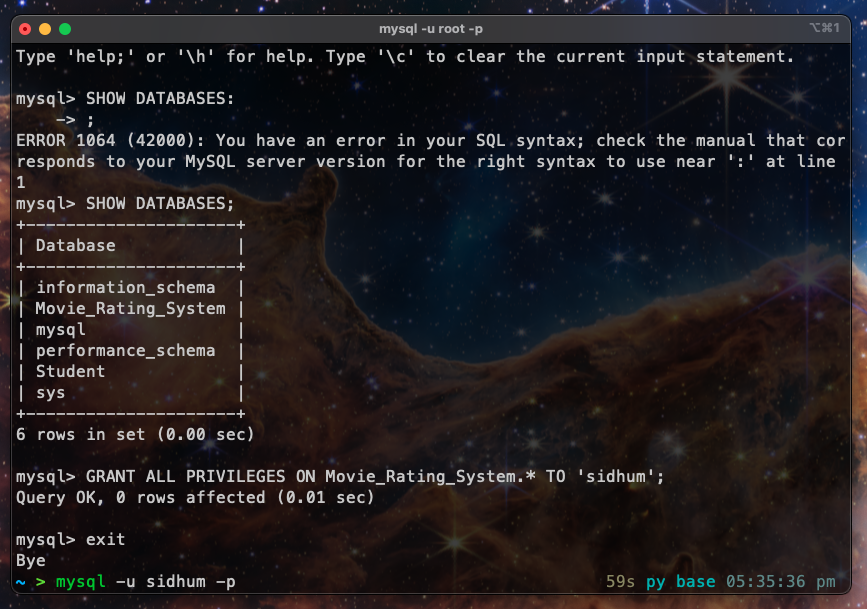 mysql -u root -p
⌥⌘1
Type 'help;' or '\h' for help. Type '\c' to clear the current input statement.
mysql> SHOW DATABASES:
    -> ;
ERROR 1064 (42000): You have an error in your SQL syntax; check the manual that cor
responds to your MySQL server version for the right syntax to use near ':' at line
1
mysql> SHOW DATABASES;
+--------------------+
| Database           |
+--------------------+
| information_schema |
| Movie_Rating_System |
| mysql              |
| performance_schema |
| Student            |
| sys                |
+--------------------+
6 rows in set (0.00 sec)
mysql> GRANT ALL PRIVILEGES ON Movie_Rating_System.* TO 'sidhum';
Query OK, 0 rows affected (0.01 sec)
mysql> exit
Bye
~ > mysql -u sidhum -p 59s py base 05:35:36 pm